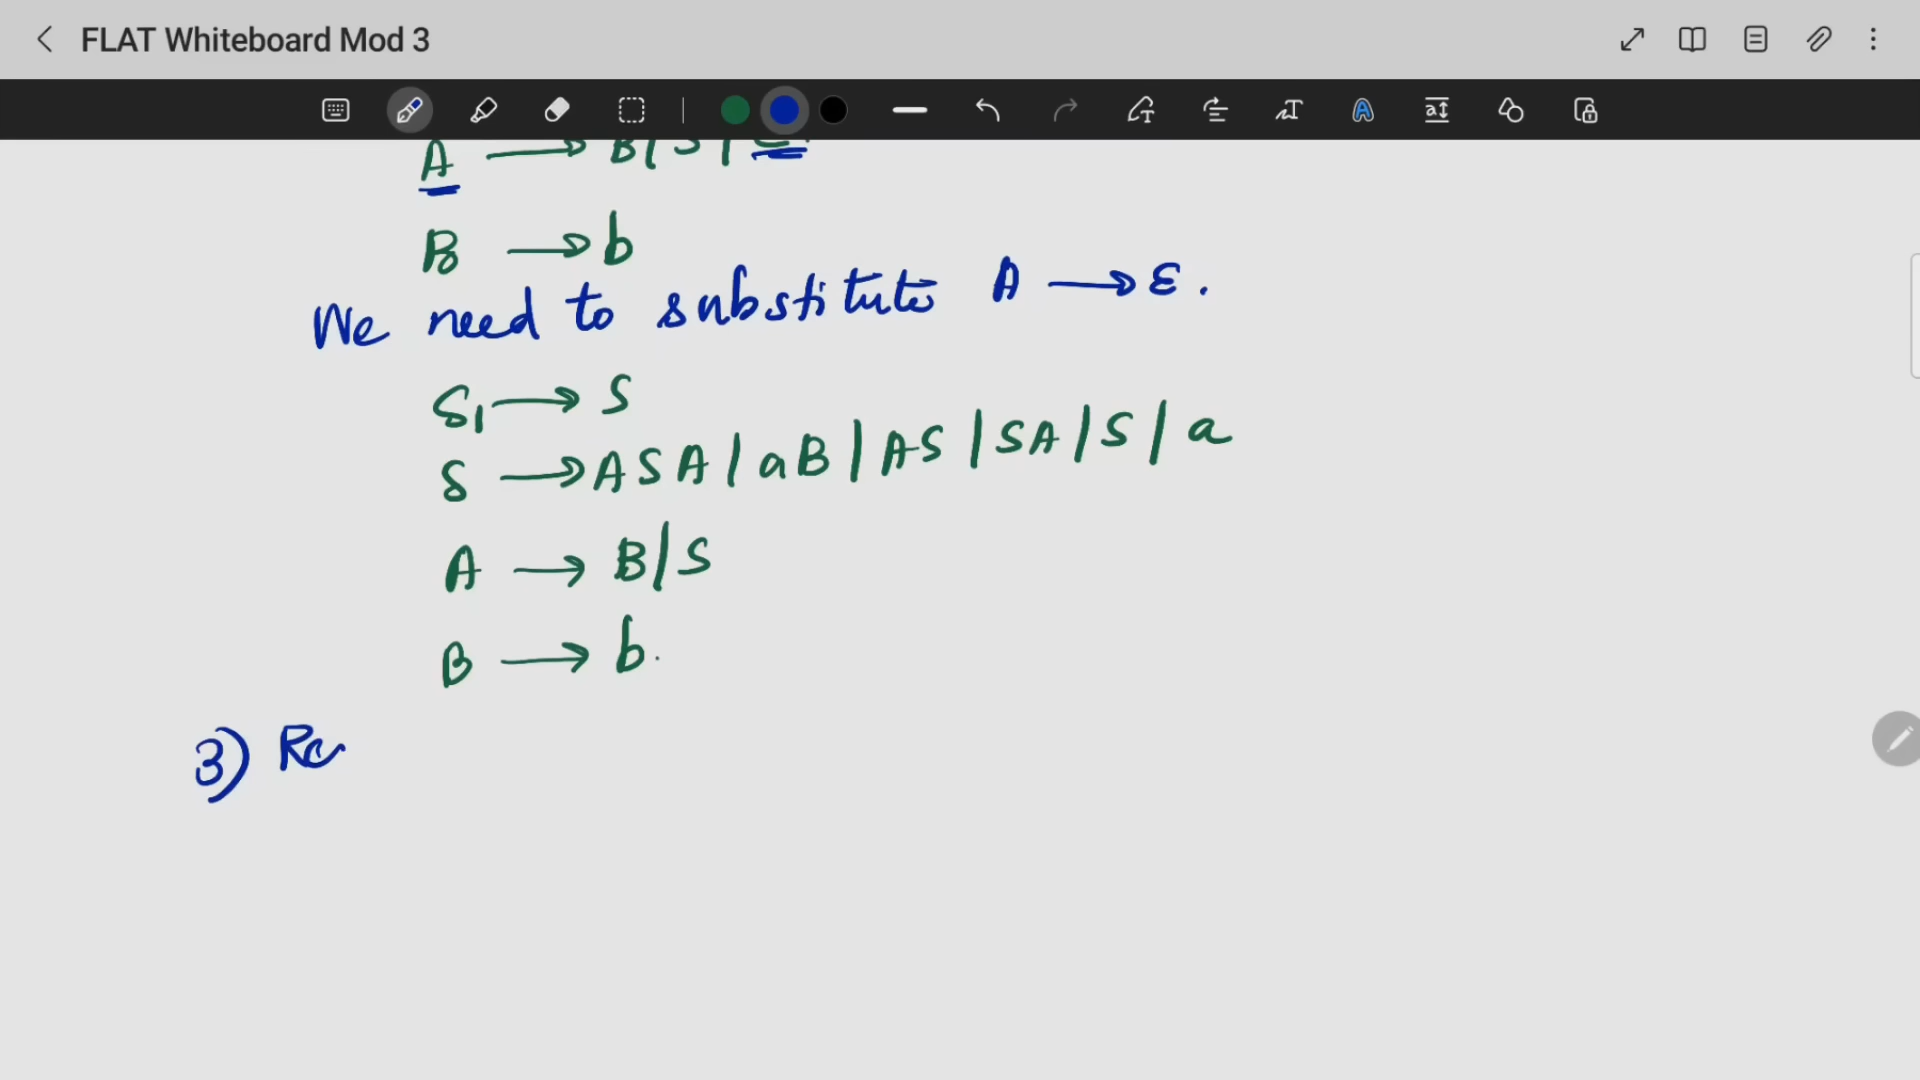 FLAT Whiteboard Mod 3
A → B | S |
B → b
We need to substitute A → ε.
S₁ → S
S → ASA | aB | AS | SA | S | a
A → B | S
B → b.
3) Re